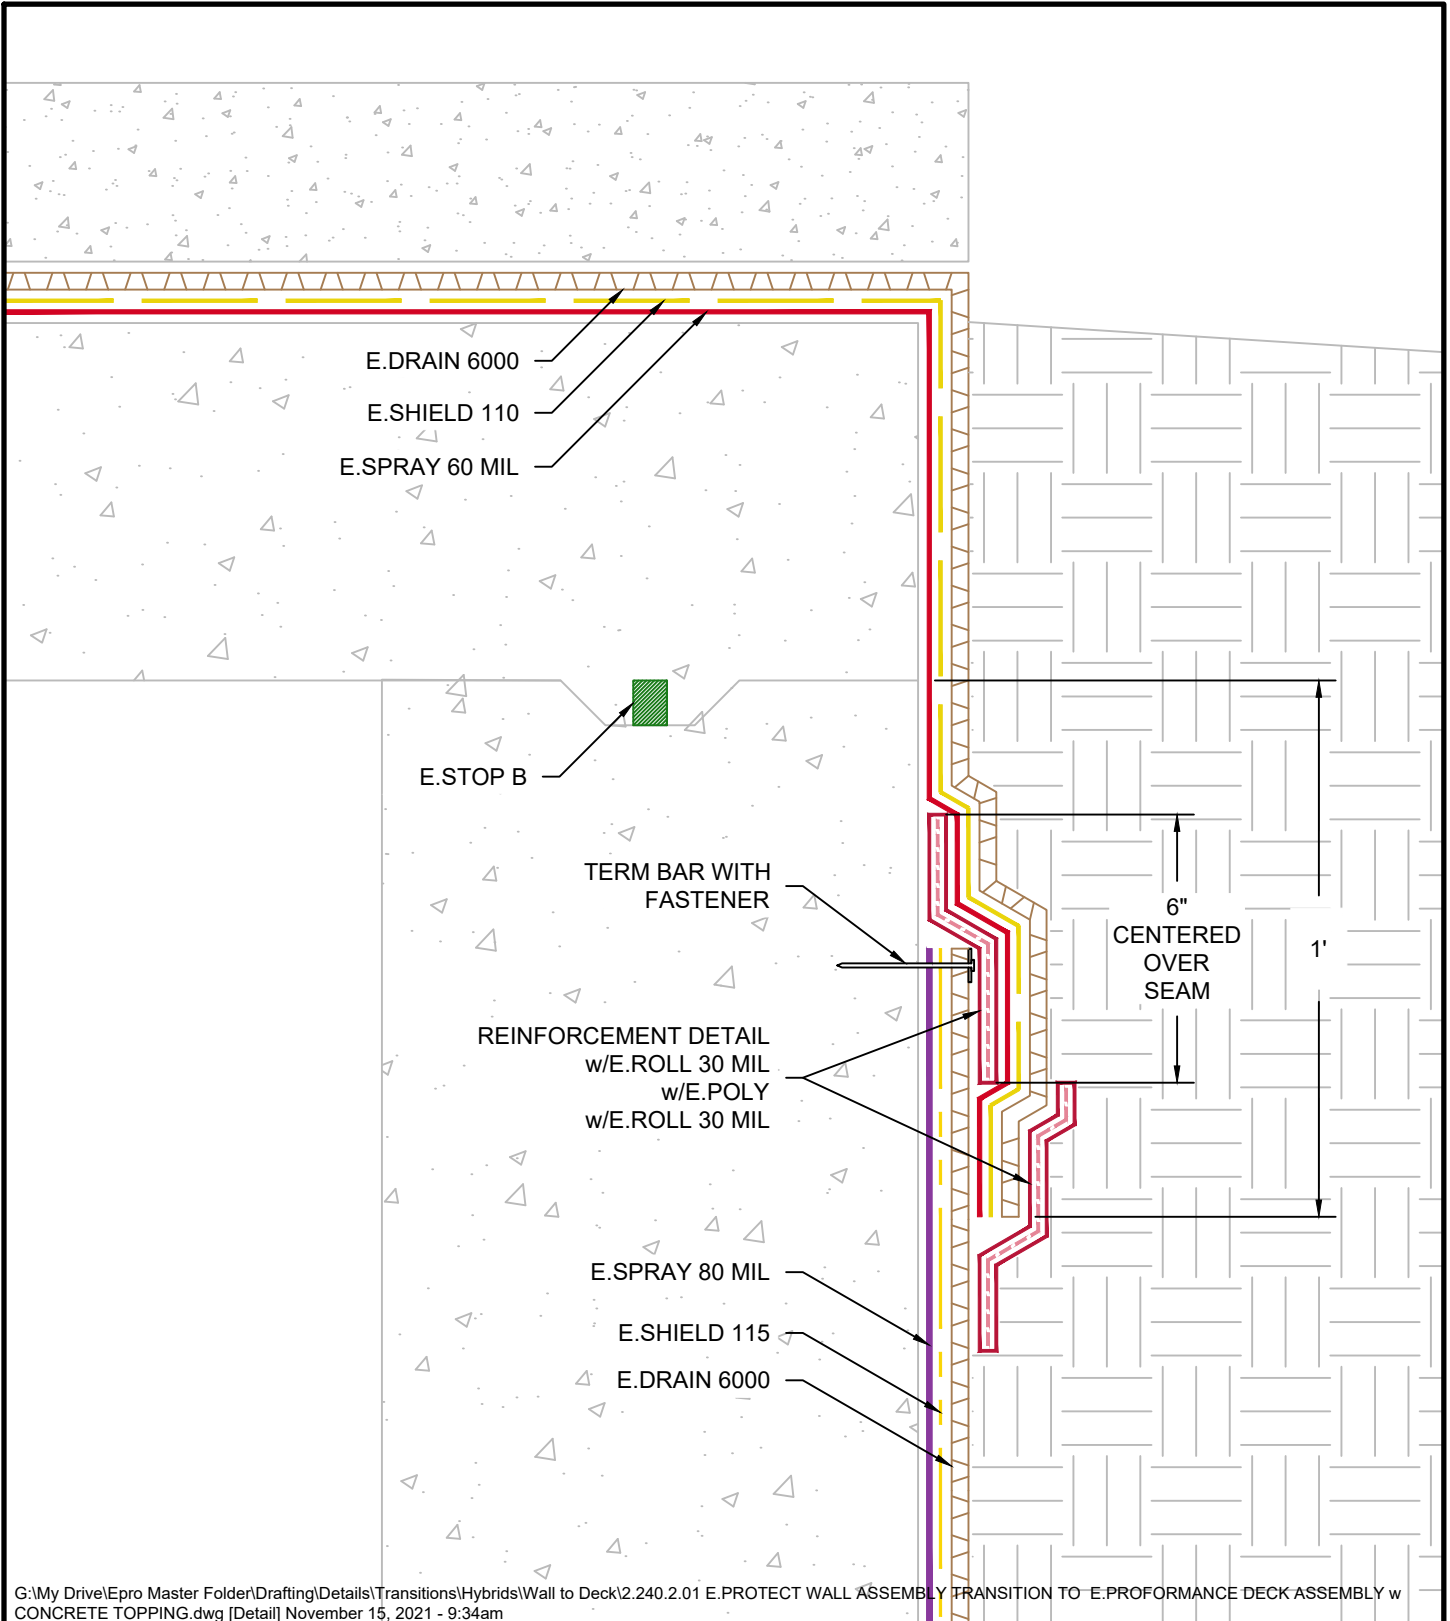 E.DRAIN 6000
E.SHIELD 110
E.SPRAY 60 MIL
E.STOP B
TERM BAR WITH
FASTENER
6"
CENTERED
OVER
SEAM
1'
REINFORCEMENT DETAIL
w/E.ROLL 30 MIL
w/E.POLY
w/E.ROLL 30 MIL
E.SPRAY 80 MIL
E.SHIELD 115
E.DRAIN 6000
G:\My Drive\Epro Master Folder\Drafting\Details\Transitions\Hybrids\Wall to Deck\2.240.2.01 E.PROTECT WALL ASSEMBLY TRANSITION TO E.PROFORMANCE DECK ASSEMBLY w
CONCRETE TOPPING.dwg [Detail] November 15, 2021 - 9:34am